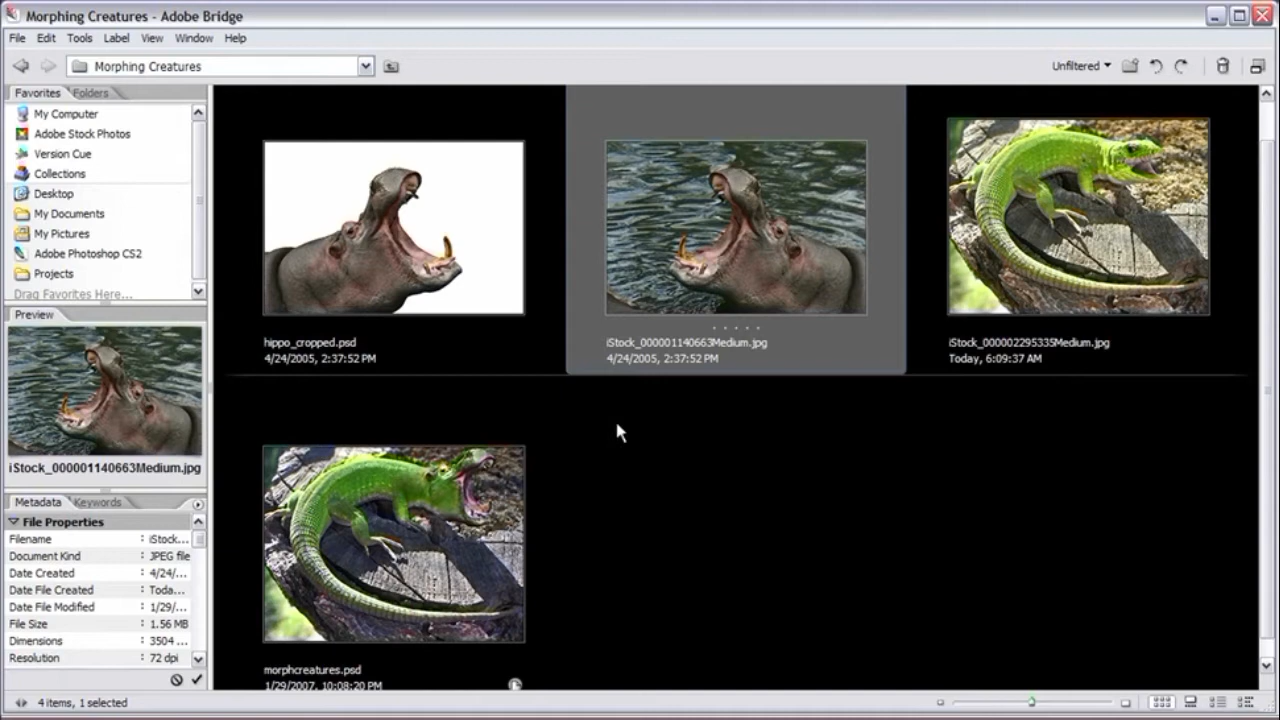 Morphing Creatures - Adobe Bridge
File Edit Tools Label View Window Help
Morphing Creatures
Unfiltered
Favorites Folders
My Computer
Adobe Stock Photos
Version Cue
Collections
Desktop
My Documents
My Pictures
Adobe Photoshop CS2
Projects
Drag Favorites Here...
Preview
iStock_000001140663Medium.jpg
Metadata Keywords
File Properties
Filename : iStock...
Document Kind : JPEG file
Date Created : 4/24/...
Date File Created : Toda...
Date File Modified : 1/29/...
File Size : 1.56 MB
Dimensions : 3504 ...
Resolution : 72 dpi
hippo_cropped.psd
4/24/2005, 2:37:52 PM
iStock_000001140663Medium.jpg
4/24/2005, 2:37:52 PM
iStock_000002295335Medium.jpg
Today, 6:09:37 AM
morphcreatures.psd
1/29/2007, 10:08:20 PM
4 items, 1 selected